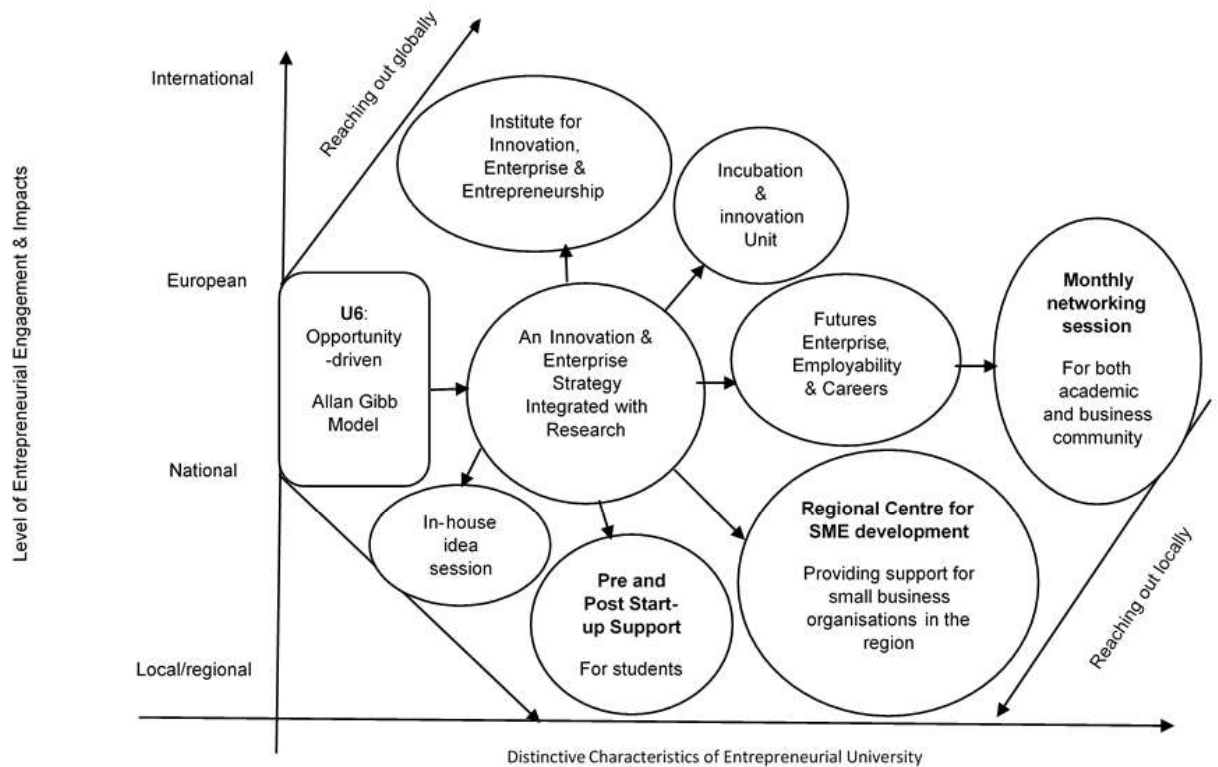 Level of Entrepreneurial Engagement & Impacts
International
European
National
Local/regional
Reaching out globally
Institute for
Innovation,
Enterprise &
Entrepreneurship
Incubation
&
innovation
Unit
U6:
Opportunity
-driven
Allan Gibb
Model
An Innovation &
Enterprise
Strategy
Integrated with
Research
Futures
Enterprise,
Employability
& Careers
Monthly
networking
session
For both
academic
and business
community
In-house
idea
session
Pre and
Post Start-
up Support
For students
Regional Centre for
SME development
Providing support for
small business
organisations in the
region
Reaching out locally
Distinctive Characteristics of Entrepreneurial University